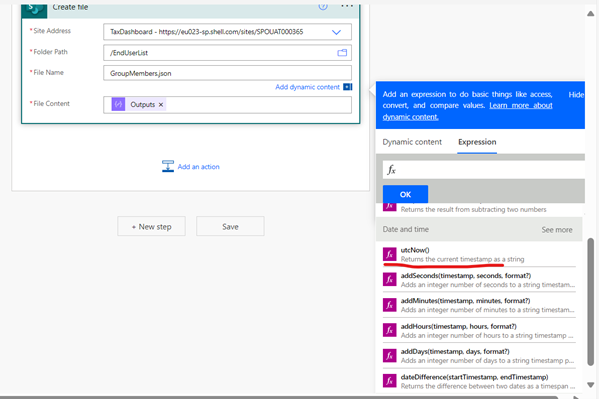 Create file
* Site Address
TaxDashboard - https://eu023-sp.shell.com/sites/SPOUAT000365
* Folder Path
/EndUserList
* File Name
GroupMembers.json
Add dynamic content
* File Content
Outputs ×
Add an action
+ New step
Save
Add an expression to do basic things like access, convert, and compare values. Learn more about dynamic content.
Hide
Dynamic content
Expression
fx
OK
fx
Returns the result from subtracting two numbers
Date and time
See more
fx
utcNow()
Returns the current timestamp as a string
fx
addSeconds(timestamp, seconds, format?)
Adds an integer number of seconds to a string timestam...
fx
addMinutes(timestamp, minutes, format?)
Adds an integer number of minutes to a string timestam...
fx
addHours(timestamp, hours, format?)
Adds an integer number of hours to a string timestamp ...
fx
addDays(timestamp, days, format?)
Adds an integer number of days to a string timestamp p...
fx
dateDifference(startTimestamp, endTimestamp)
Returns the difference between two dates as a timespan ...